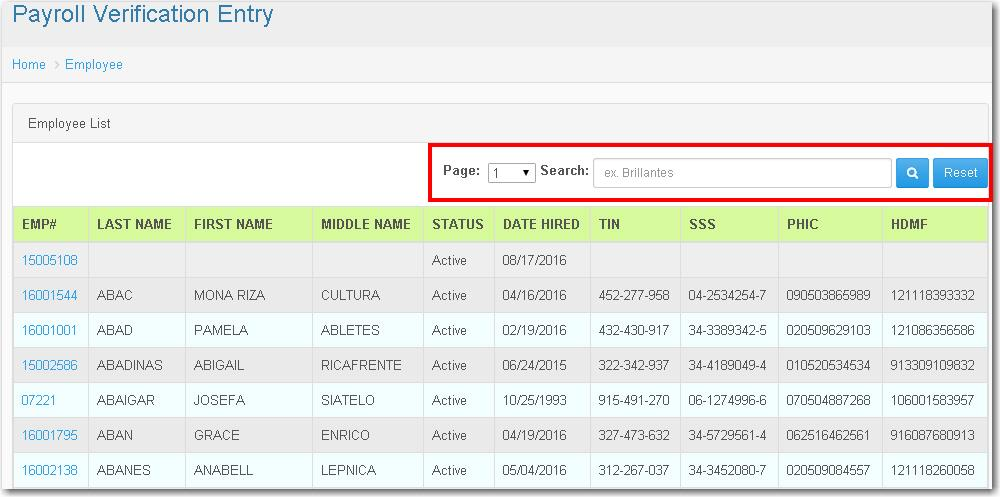 Payroll Verification Entry
Home > Employee
Employee List
Page: 1 Search: ex. Brillantes Reset
EMP# LAST NAME FIRST NAME MIDDLE NAME STATUS DATE HIRED TIN SSS PHIC HDMF
15005108 Active 08/17/2016
16001544 ABAC MONA RIZA CULTURA Active 04/16/2016 452-277-958 04-2534254-7 090503865989 121118393332
16001001 ABAD PAMELA ABLETES Active 02/19/2016 432-430-917 34-3389342-5 020509629103 121086356586
15002586 ABADINAS ABIGAIL RICAFRENTE Active 06/24/2015 322-342-937 34-4189049-4 010520534534 913309109832
07221 ABAIGAR JOSEFA SIATELO Active 10/25/1993 915-491-270 06-1274996-6 070504887268 106001583957
16001795 ABAN GRACE ENRICO Active 04/19/2016 327-473-632 34-5729561-4 062516462561 916087680913
16002138 ABANES ANABELL LEPNICA Active 05/04/2016 312-267-037 34-3452080-7 020509084557 121118260058